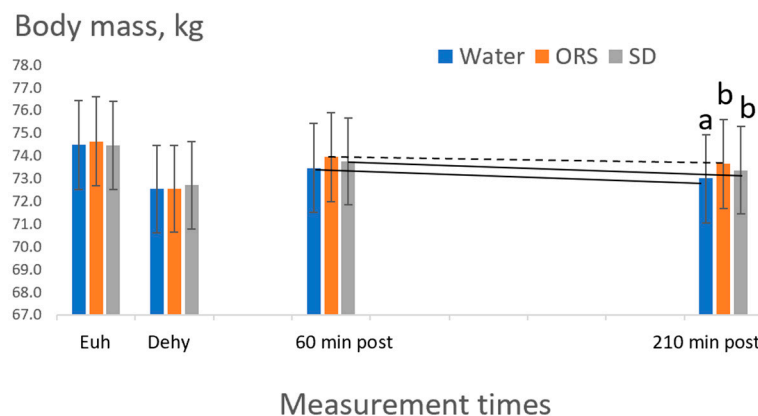 Body mass, kg
Water ORS SD
78.0
77.0
76.0
75.0
74.0
73.0
72.0
71.0
70.0
69.0
68.0
67.0
a b b
Euh Dehy 60 min post 210 min post
Measurement times